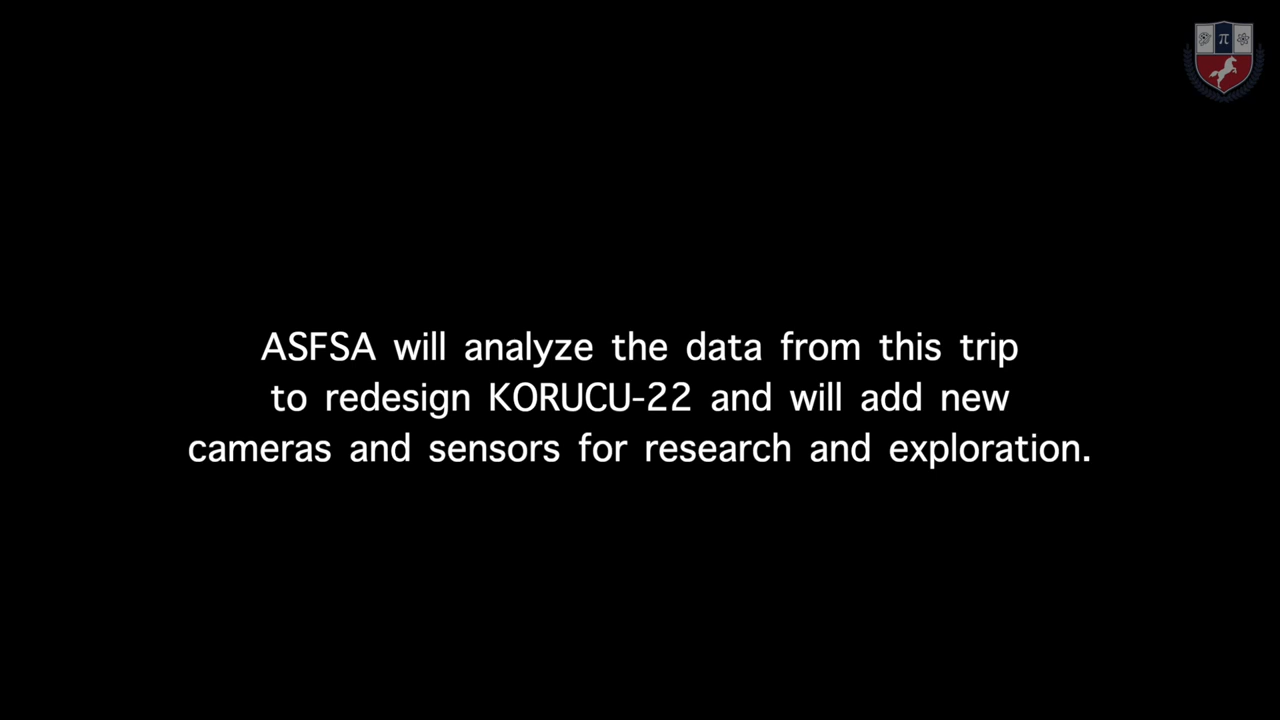 π
ASFSA will analyze the data from this trip
to redesign KORUCU-22 and will add new
cameras and sensors for research and exploration.